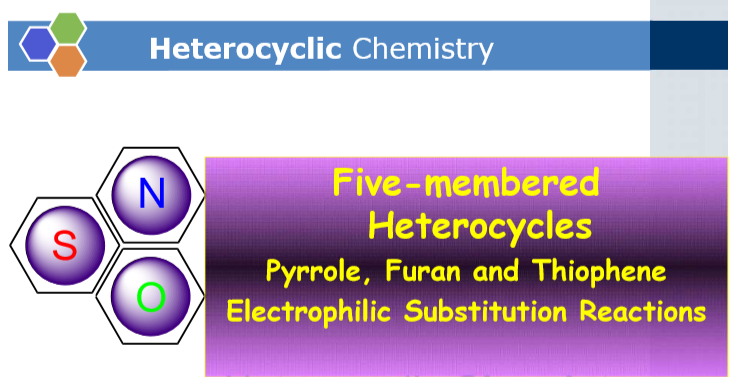 Heterocyclic Chemistry
N
S
O
Five-membered
Heterocycles
Pyrrole, Furan and Thiophene
Electrophilic Substitution Reactions